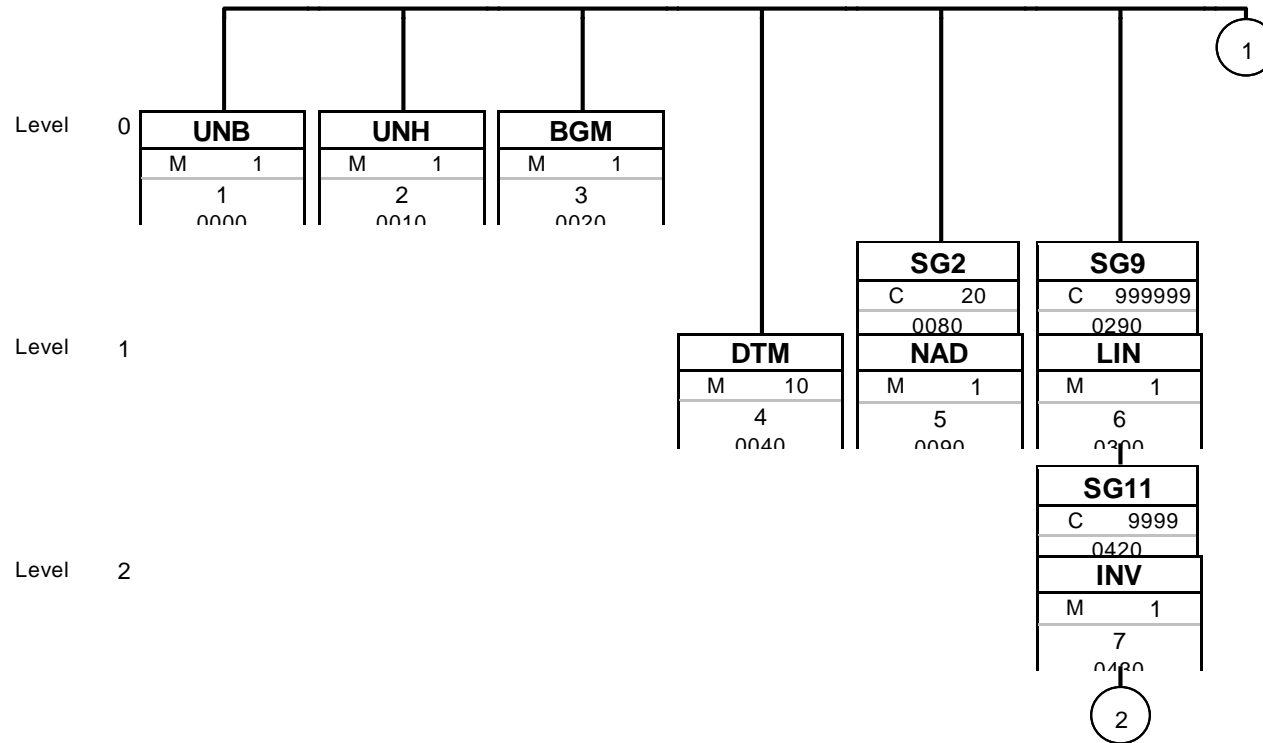 1
Level 0
UNB UNH BGM
M 1 M 1 M 1
1 2 3
0000 0010 0020
SG2 SG9
C 20 C 999999
0080 0290
Level 1
DTM NAD LIN
M 10 M 1 M 1
4 5 6
0040 0090 0300
SG11
C 9999
0420
Level 2
INV
M 1
7
0430
2